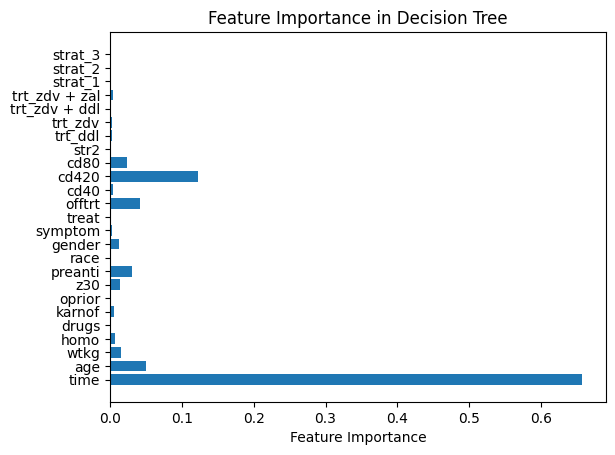 Feature Importance in Decision Tree
strat_3
strat_2
strat_1
trt_zdv + zal
trt_zdv + ddl
trt_zdv
trt_ddl
str2
cd80
cd420
cd40
offtrt
treat
symptom
gender
race
preanti
z30
oprior
karnof
drugs
homo
wtkg
age
time
0.0 0.1 0.2 0.3 0.4 0.5 0.6
Feature Importance